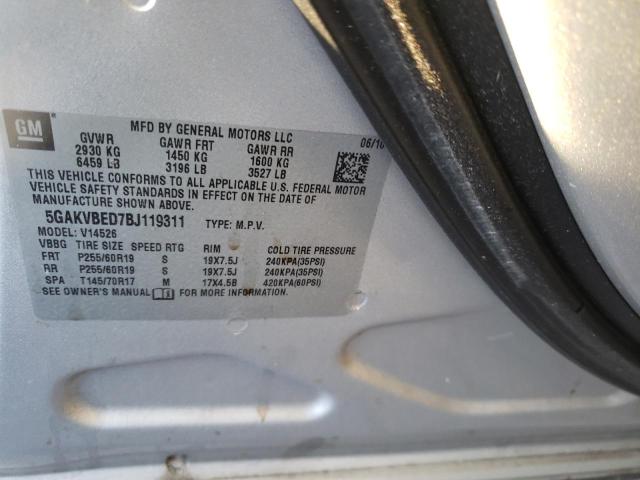 GM
MFD BY GENERAL MOTORS LLC
GVWR GAWR FRT GAWR RR 06/10
2930 KG 1450 KG 1600 KG
6459 LB 3196 LB 3527 LB
THIS VEHICLE CONFORMS TO ALL APPLICABLE U.S. FEDERAL MOTOR
VEHICLE SAFETY STANDARDS IN EFFECT ON THE DATE OF
MANUFACTURE SHOWN ABOVE.
5GAKVBED7BJ119311 TYPE: M.P.V.
MODEL: V14526
VBBG TIRE SIZE SPEED RTG RIM COLD TIRE PRESSURE
FRT P255/60R19 S 19X7.5J 240KPA(35PSI)
RR P255/60R19 S 19X7.5J 240KPA(35PSI)
SPA T145/70R17 M 17X4.5B 420KPA(60PSI)
SEE OWNER'S MANUAL FOR MORE INFORMATION.